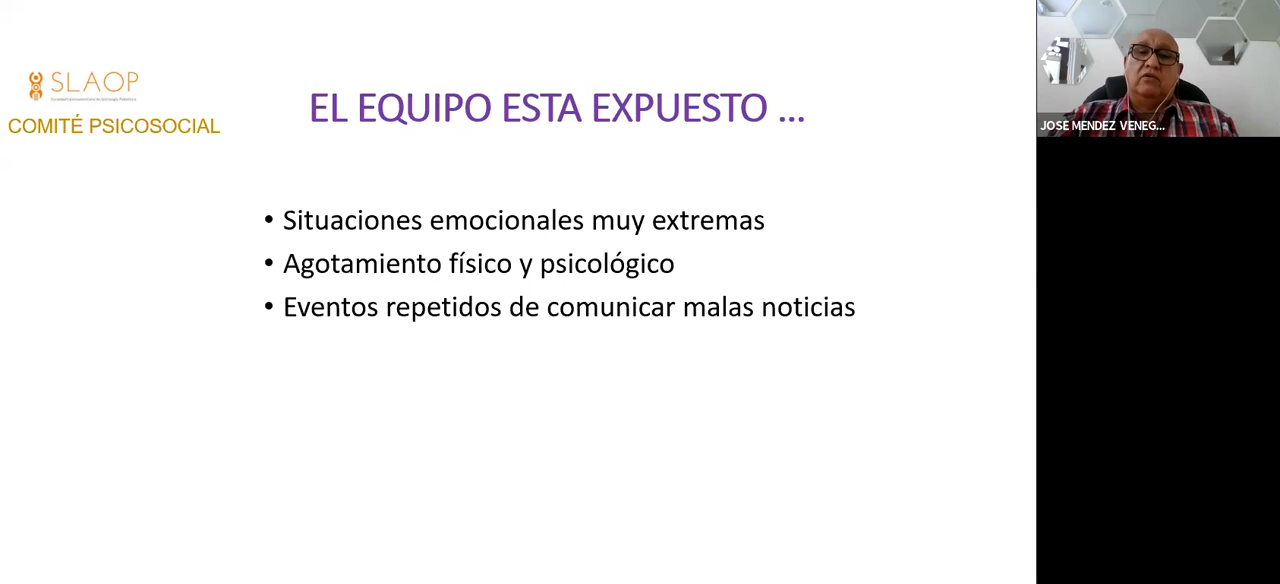 SLAOP
COMITÉ PSICOSOCIAL
EL EQUIPO ESTA EXPUESTO ...
• Situaciones emocionales muy extremas
• Agotamiento físico y psicológico
• Eventos repetidos de comunicar malas noticias
JOSE MENDEZ VENEG...